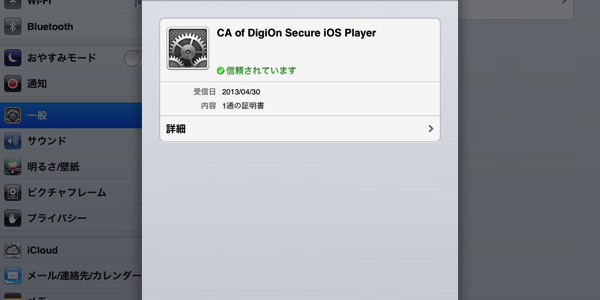 Wi-Fi
Bluetooth
おやすみモード
通知
一般
サウンド
明るさ/壁紙
ピクチャフレーム
プライバシー
iCloud
メール/連絡先/カレンダー
CA of DigiOn Secure iOS Player
信頼されています
受信日 2013/04/30
内容 1通の証明書
詳細